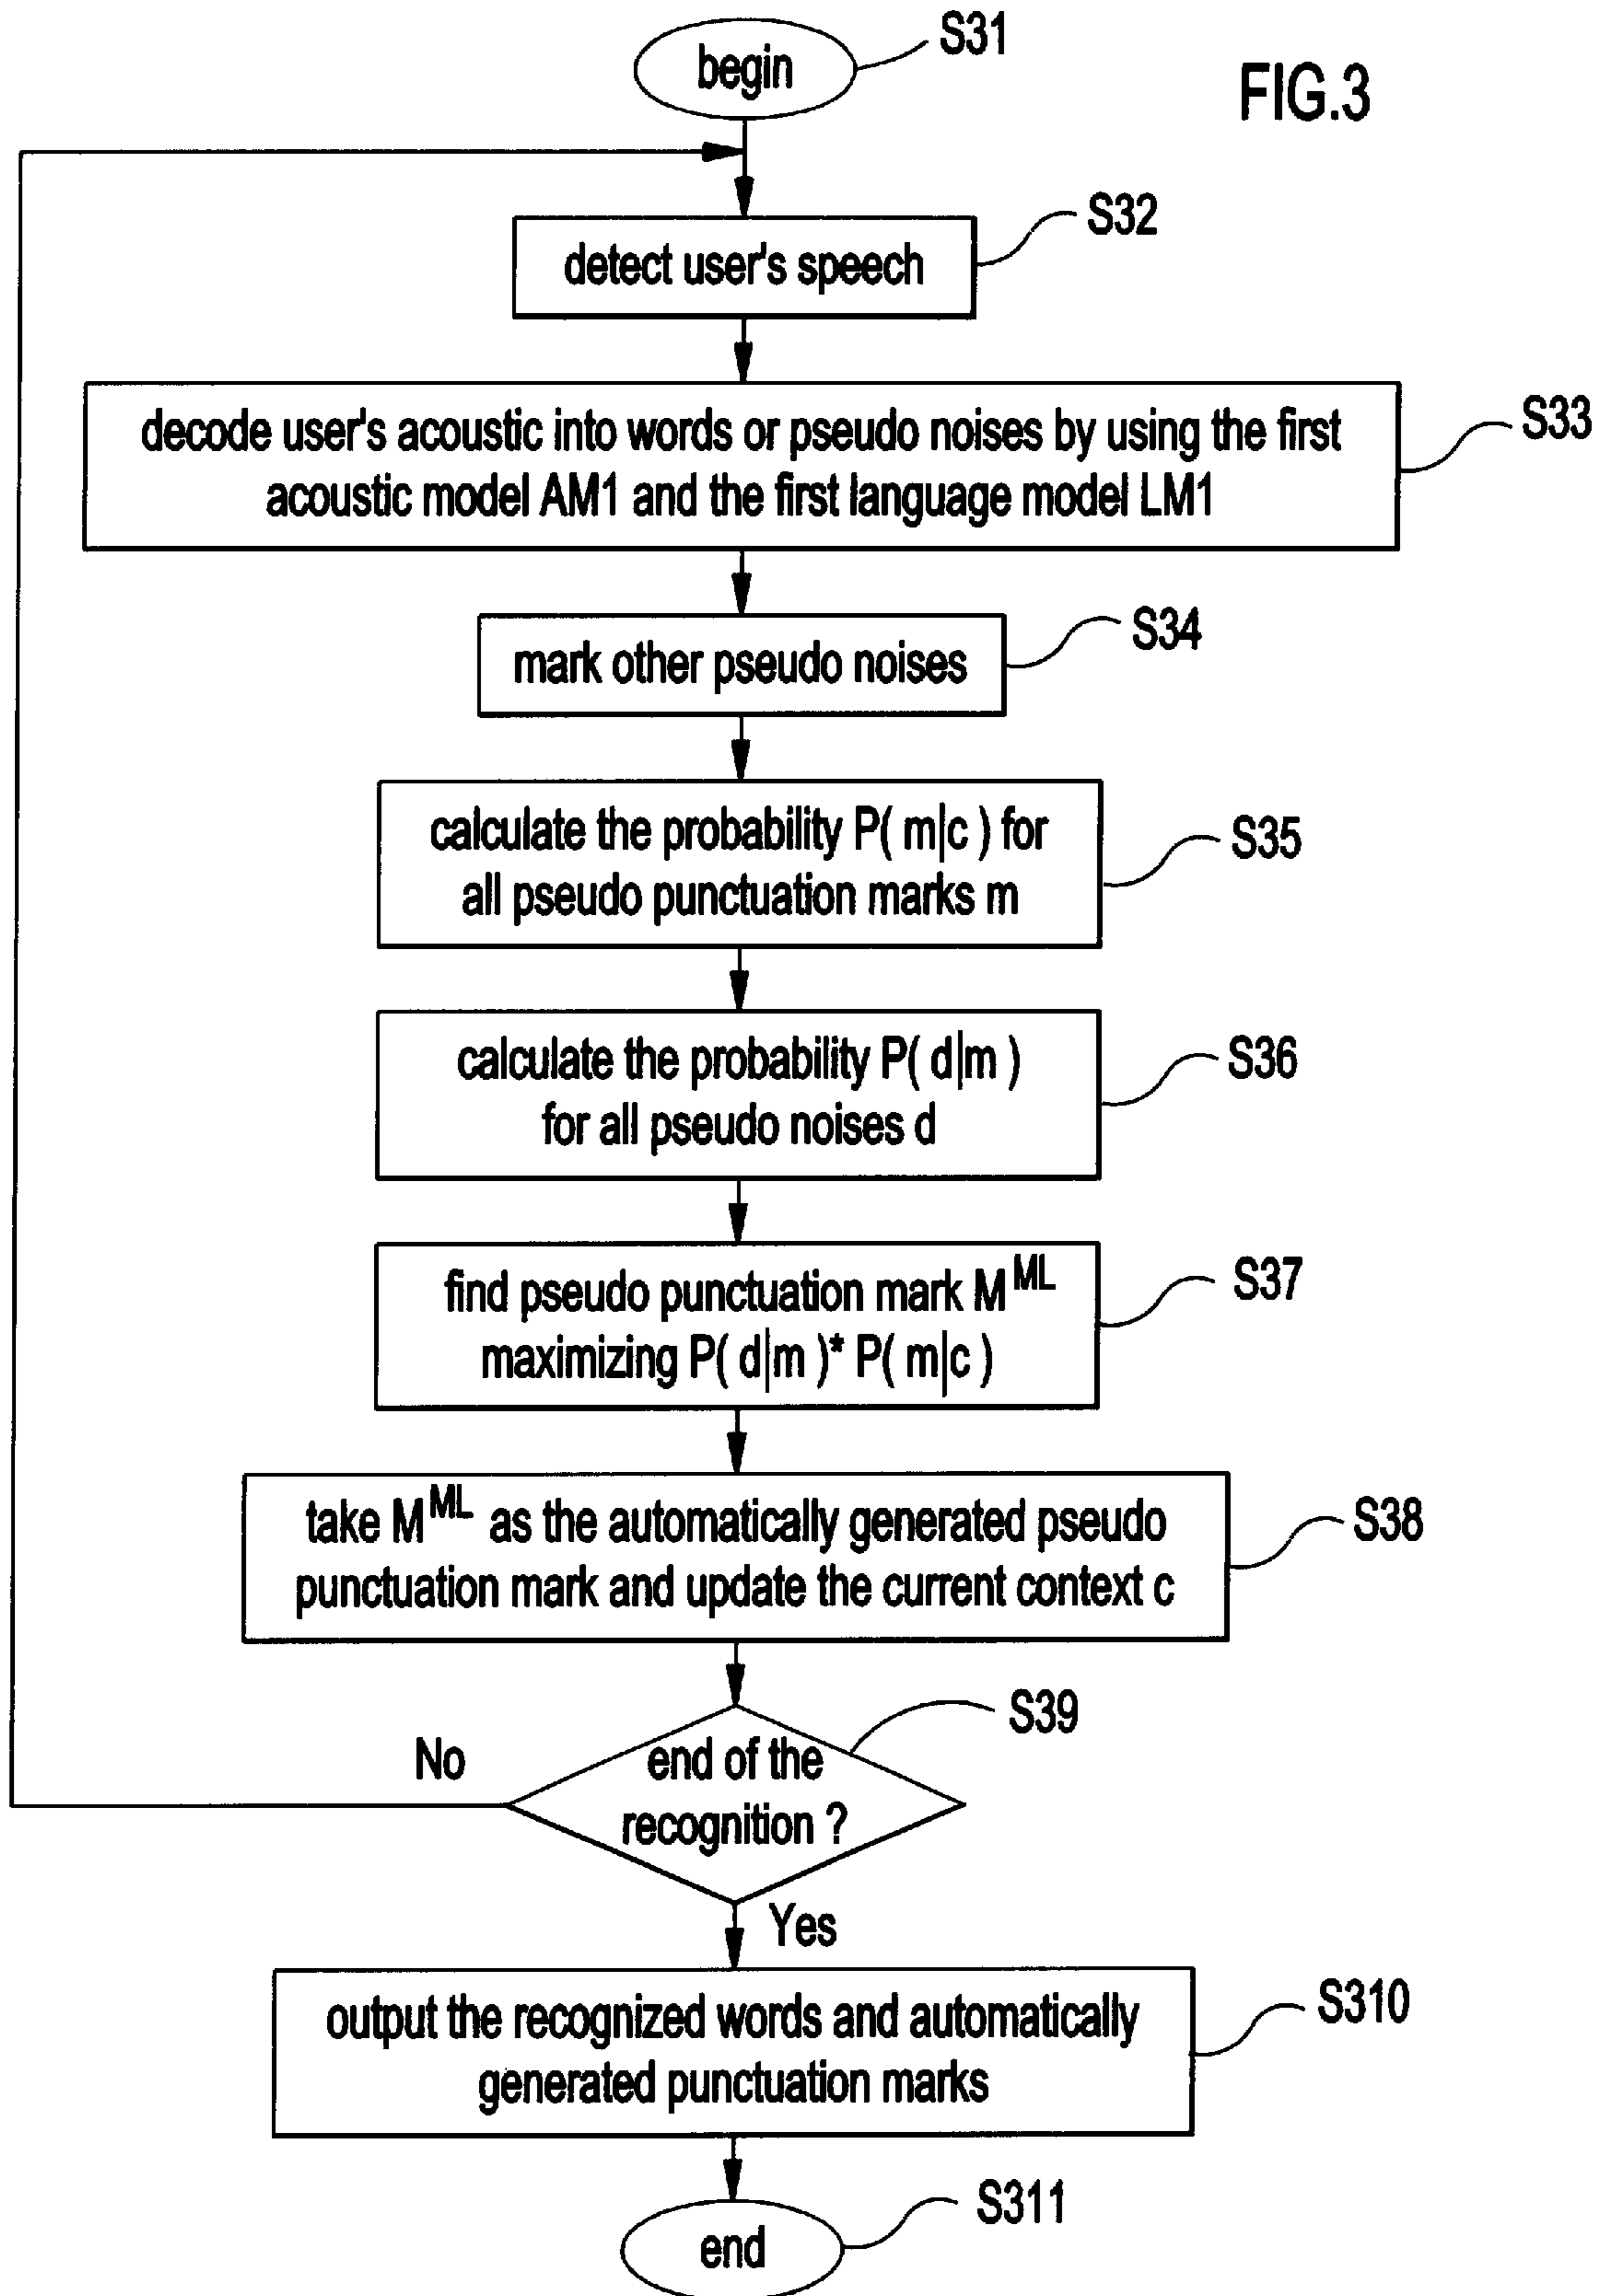 S31
begin
FIG.3
S32
detect user's speech
S33
decode user's acoustic into words or pseudo noises by using the first
acoustic model AM1 and the first language model LM1
S34
mark other pseudo noises
S35
calculate the probability P( m|c ) for
all pseudo punctuation marks m
S36
calculate the probability P( d|m )
for all pseudo noises d
S37
find pseudo punctuation mark M^ML
maximizing P( d|m )* P( m|c )
S38
take M^ML as the automatically generated pseudo
punctuation mark and update the current context c
S39
No
end of the
recognition ?
Yes
S310
output the recognized words and automatically
generated punctuation marks
S311
end